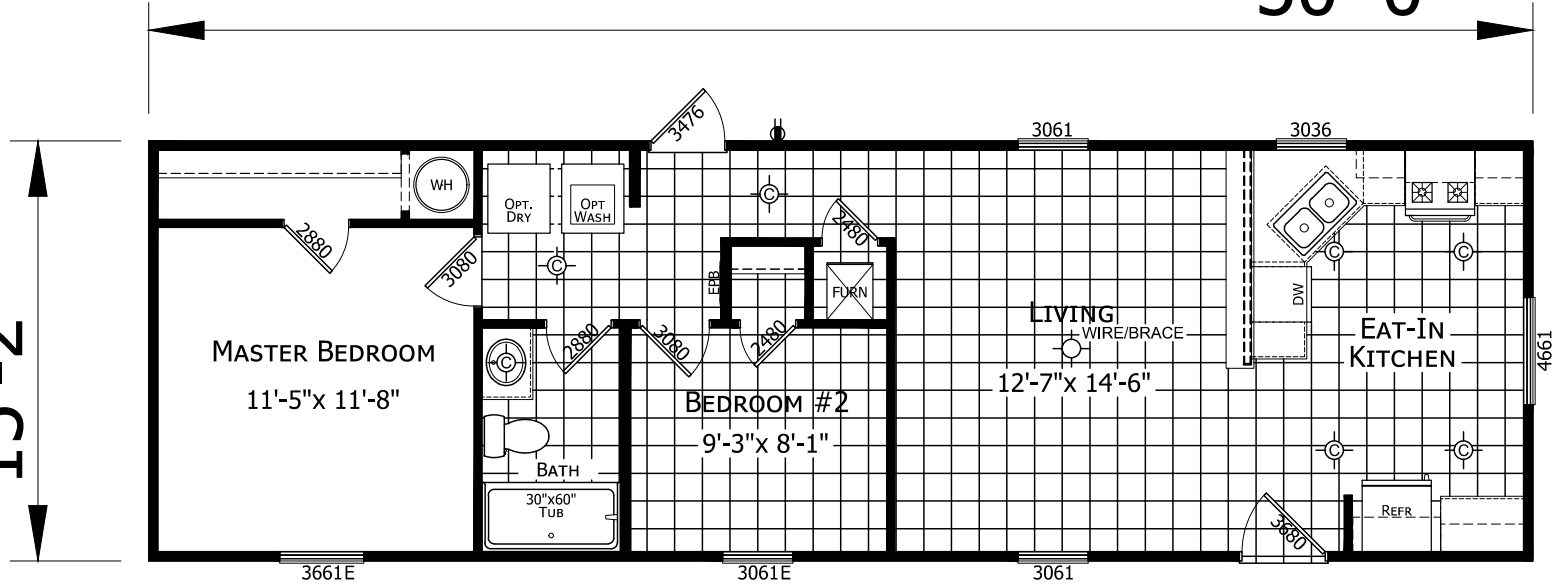 3476
3061
3036
WH
OPT.
DRY
OPT
WASH
C
2880
3080
2480
C
C
C
EPB
FURN
DW
LIVING
WIRE/BRACE
12'-7"x 14'-6"
EAT-IN
KITCHEN
4661
MASTER BEDROOM
11'-5"x 11'-8"
2880
3080
2480
C
BEDROOM #2
9'-3"x 8'-1"
C
C
BATH
30"x60"
TUB
REFR
3680
3661E
3061E
3061